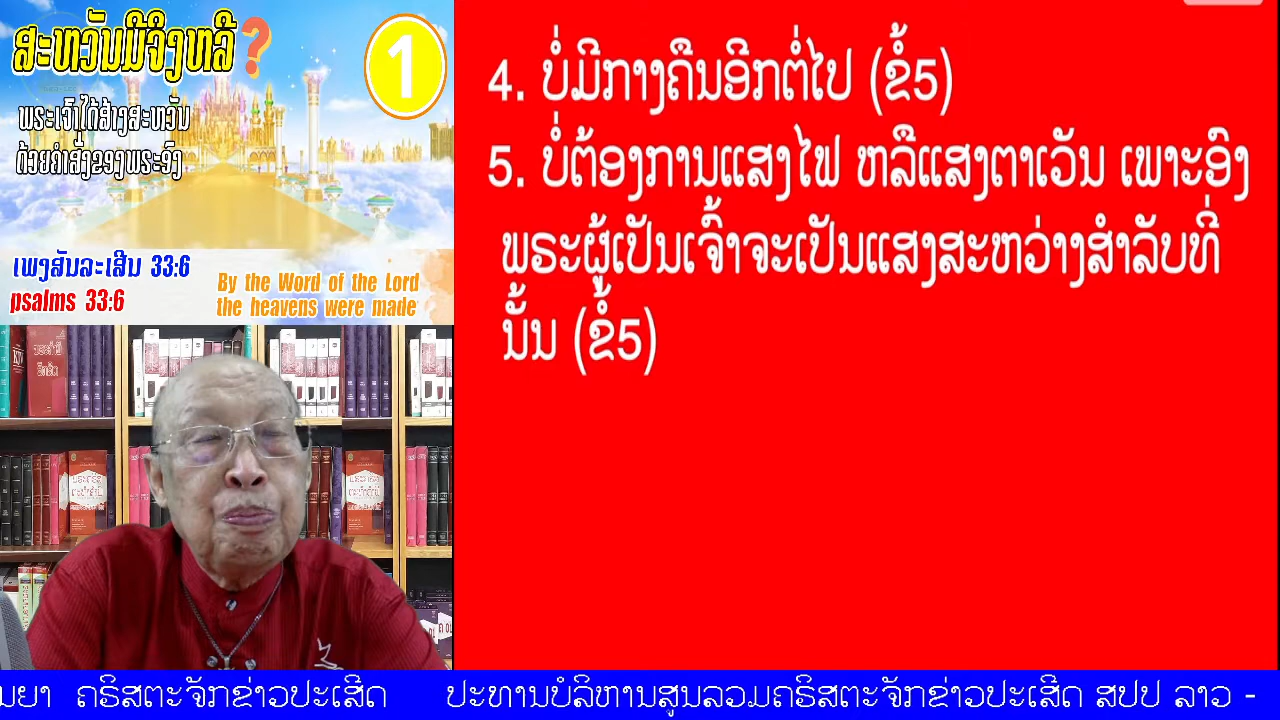 ສະຫວັນມີຈິງຫລື?
1
ພຣະເຈົ້າໄດ້ສ້າງສະຫວັນ
ດ້ວຍຄຳສັ່ງຂອງພຣະອົງ
ເພງສັນລະເສີນ 33:6
psalms 33:6
By the Word of the Lord
the heavens were made
4. ບໍ່ມີກາງຄືນອີກຕໍ່ໄປ (ຂໍ້5)
5. ບໍ່ຕ້ອງການແສງໄຟ ຫລືແສງຕາເວັນ ເພາະອົງ
ພຣະຜູ້ເປັນເຈົ້າຈະເປັນແສງສະຫວ່າງສຳລັບທີ່
ນັ້ນ (ຂໍ້5)
ນຍາ ຄຣິສຕະຈັກຂ່າວປະເສີດ ປະທານບໍລິຫານສູນລວມຄຣິສຕະຈັກຂ່າວປະເສີດ ສປປ ລາວ -